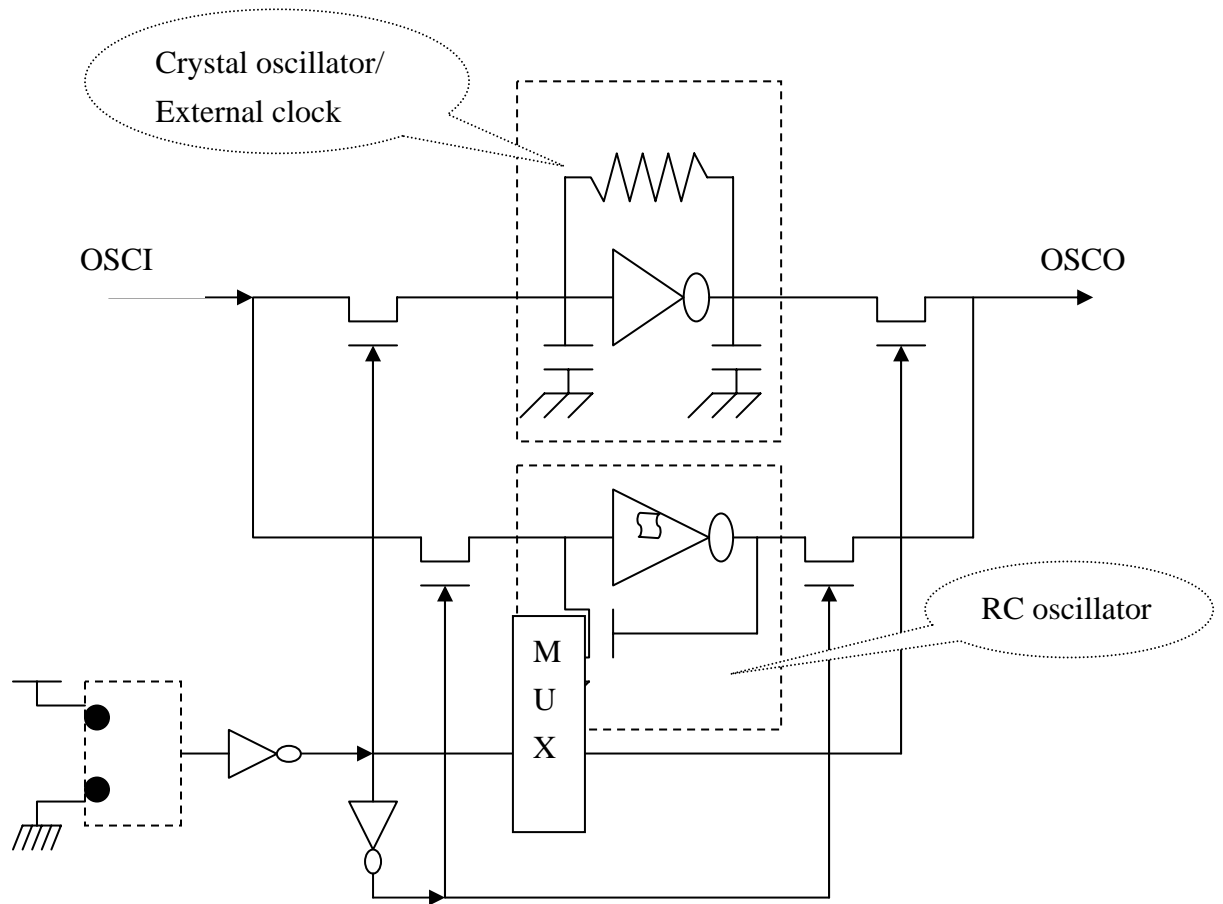 Crystal oscillator/
External clock
OSCI
OSCO
RC oscillator
M
U
X